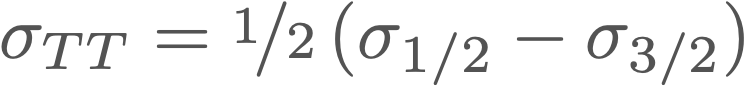 σ_{TT} = 1/2 (σ_{1/2} − σ_{3/2})